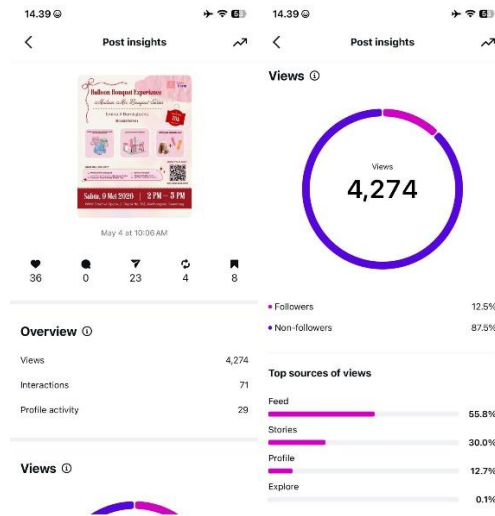 14.39
Post insights
Balloon Bouquet Experience
Sabtu, 9 Mei 2026 | 2 PM – 5 PM
May 4 at 10:06 AM
36
0
23
4
8
Overview
Views 4,274
Interactions 71
Profile activity 29
Views
14.39
Post insights
Views
Views
4,274
Followers 12.5%
Non-followers 87.5%
Top sources of views
Feed
55.8%
Stories
30.0%
Profile
12.7%
Explore
0.1%